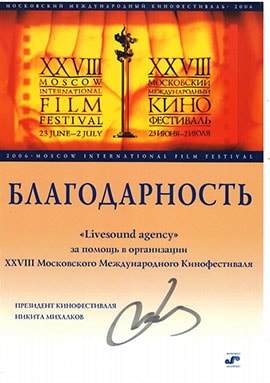 МОСКОВСКИЙ МЕЖДУНАРОДНЫЙ КИНОФЕСТИВАЛЬ · 2006
XXVIII
MOSCOW
INTERNATIONAL
FILM
FESTIVAL
23 JUNE-2 JULY
XXVIII
МОСКОВСКИЙ
МЕЖДУНАРОДНЫЙ
КИНО
ФЕСТИВАЛЬ
23 ИЮНЯ-2 ИЮЛЯ
2006 · MOSCOW INTERNATIONAL FILM FESTIVAL
БЛАГОДАРНОСТЬ
«Livesound agency»
за помощь в организации
XXVIII Московского Международного Кинофестиваля
ПРЕЗИДЕНТ КИНОФЕСТИВАЛЯ
НИКИТА МИХАЛКОВ